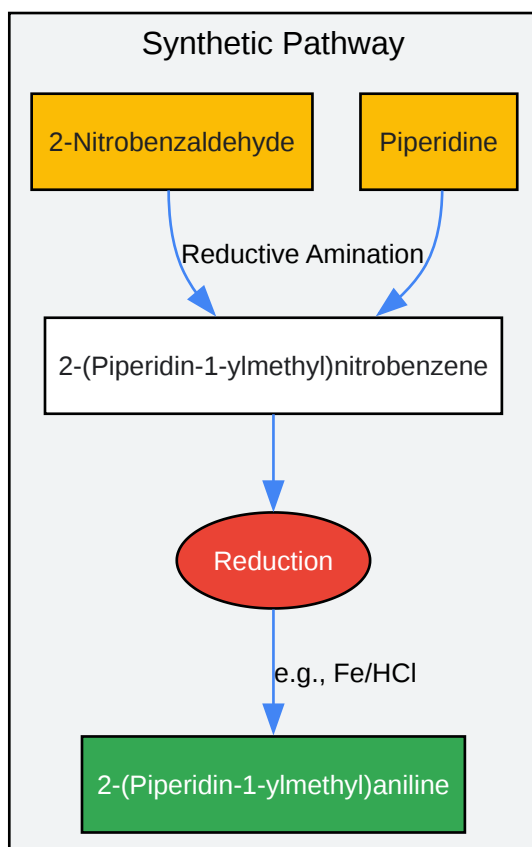 Synthetic Pathway
2-Nitrobenzaldehyde
Piperidine
Reductive Amination
2-(Piperidin-1-ylmethyl)nitrobenzene
Reduction
e.g., Fe/HCl
2-(Piperidin-1-ylmethyl)aniline